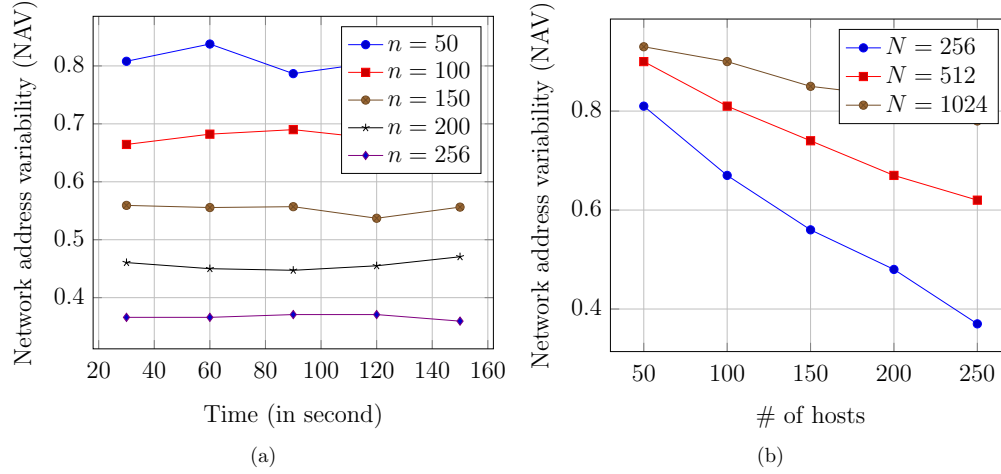 Network address variability (NAV)
0.8
0.7
0.6
0.5
0.4
n = 50
n = 100
n = 150
n = 200
n = 256
20 40 60 80 100 120 140 160
Time (in second)
(a)
Network address variability (NAV)
0.8
0.6
0.4
N = 256
N = 512
N = 1024
50 100 150 200 250
# of hosts
(b)